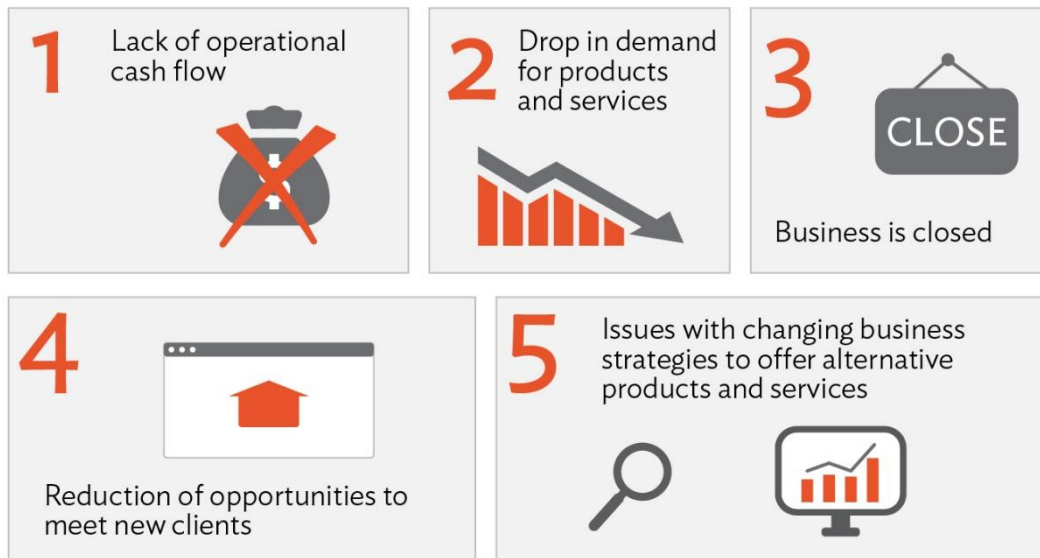 1
Lack of operational
cash flow
$
2
Drop in demand
for products
and services
3
CLOSE
Business is closed
4
Reduction of opportunities to
meet new clients
5
Issues with changing business
strategies to offer alternative
products and services